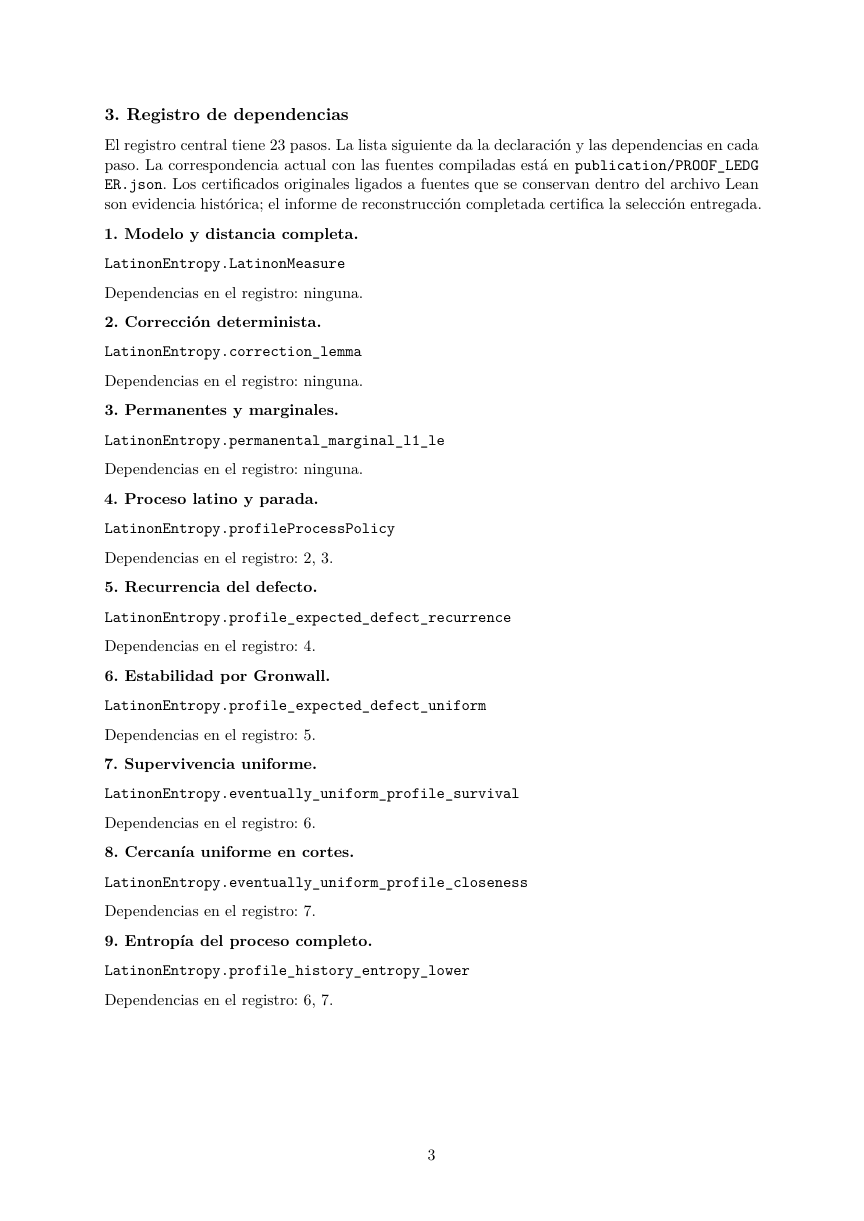 3. Registro de dependencias
El registro central tiene 23 pasos. La lista siguiente da la declaración y las dependencias en cada
paso. La correspondencia actual con las fuentes compiladas está en publication/PROOF_LEDG
ER.json. Los certificados originales ligados a fuentes que se conservan dentro del archivo Lean
son evidencia histórica; el informe de reconstrucción completada certifica la selección entregada.
1. Modelo y distancia completa.
LatinonEntropy.LatinonMeasure
Dependencias en el registro: ninguna.
2. Corrección determinista.
LatinonEntropy.correction_lemma
Dependencias en el registro: ninguna.
3. Permanentes y marginales.
LatinonEntropy.permanental_marginal_l1_le
Dependencias en el registro: ninguna.
4. Proceso latino y parada.
LatinonEntropy.profileProcessPolicy
Dependencias en el registro: 2, 3.
5. Recurrencia del defecto.
LatinonEntropy.profile_expected_defect_recurrence
Dependencias en el registro: 4.
6. Estabilidad por Gronwall.
LatinonEntropy.profile_expected_defect_uniform
Dependencias en el registro: 5.
7. Supervivencia uniforme.
LatinonEntropy.eventually_uniform_profile_survival
Dependencias en el registro: 6.
8. Cercanía uniforme en cortes.
LatinonEntropy.eventually_uniform_profile_closeness
Dependencias en el registro: 7.
9. Entropía del proceso completo.
LatinonEntropy.profile_history_entropy_lower
Dependencias en el registro: 6, 7.
3